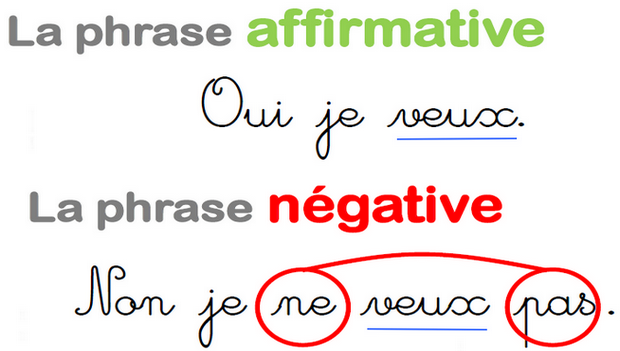 La phrase affirmative
Oui je veux.
La phrase négative
Non je ne veux pas.